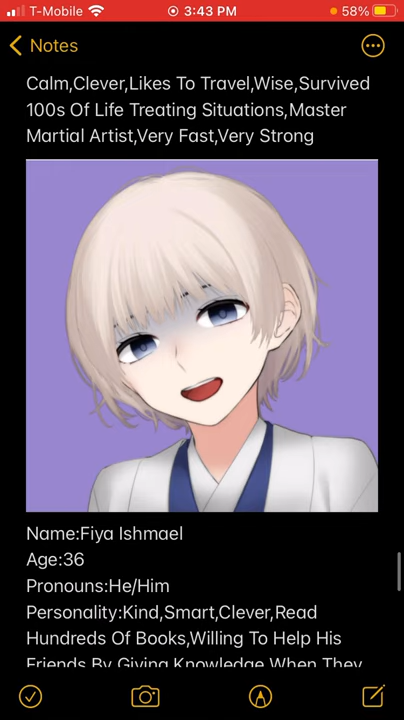 T-Mobile 3:43 PM 58%
Notes
Calm,Clever,Likes To Travel,Wise,Survived
100s Of Life Treating Situations,Master
Martial Artist,Very Fast,Very Strong
Name:Fiya Ishmael
Age:36
Pronouns:He/Him
Personality:Kind,Smart,Clever,Read
Hundreds Of Books,Willing To Help His
Friends By Giving Knowledge When They